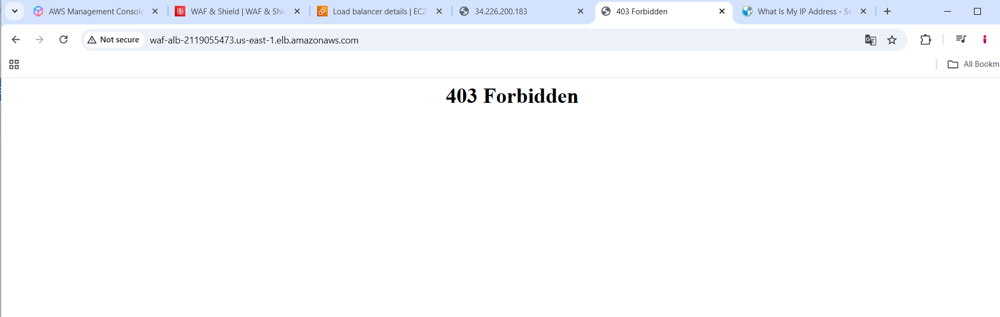 AWS Management Console
WAF & Shield | WAF & Shie
Load balancer details | EC2
34.226.200.183
403 Forbidden
What Is My IP Address - Se
Not secure
waf-alb-2119055473.us-east-1.elb.amazonaws.com
All Bookma
403 Forbidden